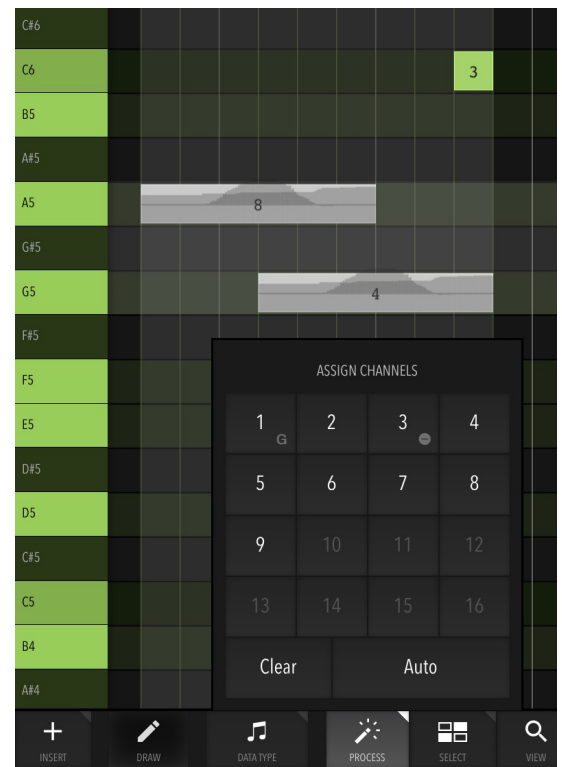 C#6
C6
3
B5
A#5
A5
8
G#5
G5
4
F#5
F5
E5
D#5
D5
C#5
C5
B4
A#4
ASSIGN CHANNELS
1 2 3 4
G
5 6 7 8
9 10 11 12
13 14 15 16
Clear Auto
INSERT DRAW DATA TYPE PROCESS SELECT VIEW